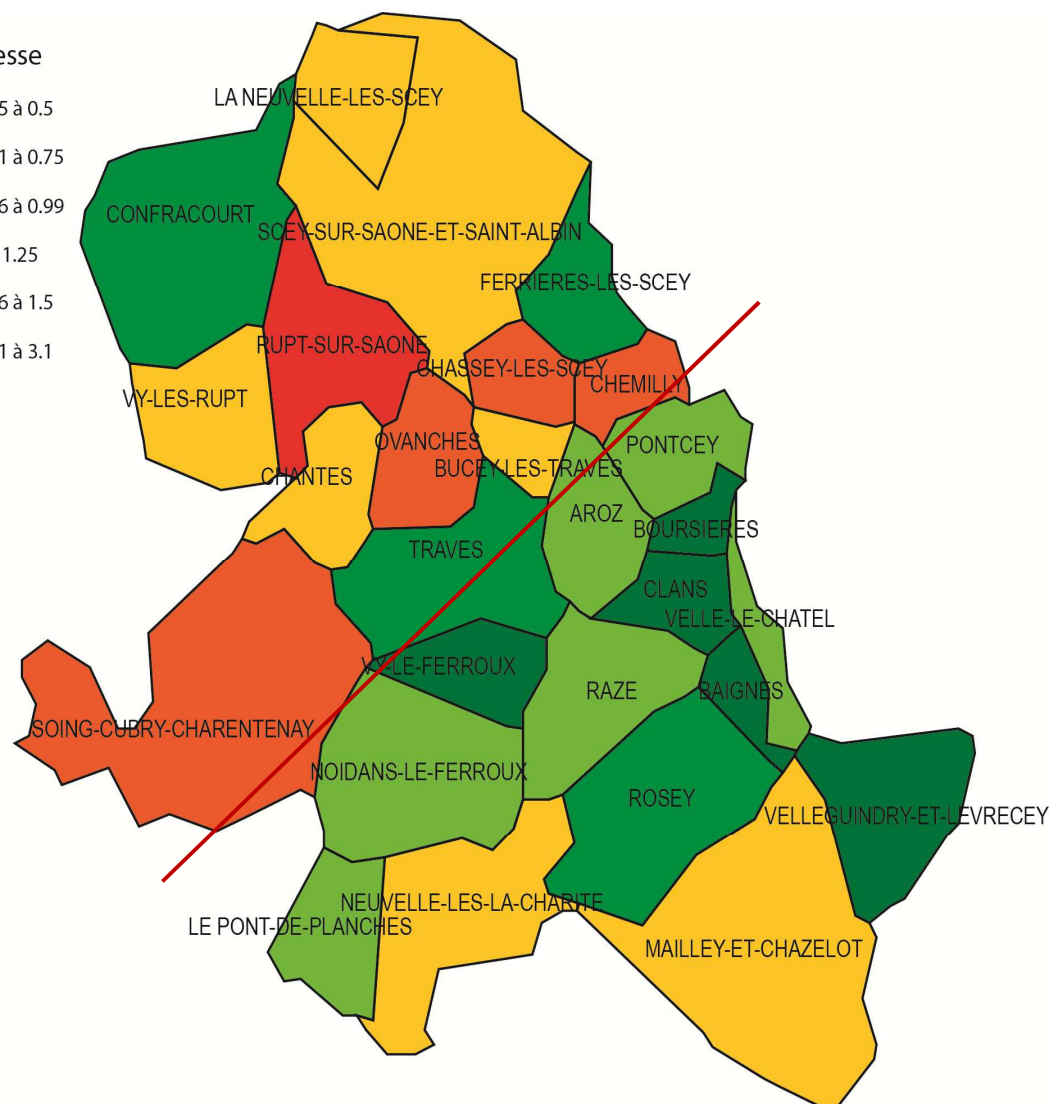 esse
5 à 0.5
1 à 0.75
6 à 0.99
1.25
6 à 1.5
1 à 3.1
LA NEUVELLE-LES-SCEY
CONFRACOURT
SCEY-SUR-SAONE-ET-SAINT-ALBIN
FERRIERES-LES-SCEY
RUPT-SUR-SAONE
CHASSEY-LES-SCEY
CHEMILLY
VY-LES-RUPT
OVANCHES
PONTCEY
BUCEY-LES-TRAVES
CHANTES
AROZ
BOURSIERES
TRAVES
CLANS
VELLE-LE-CHATEL
VY-LE-FERROUX
RAZE
BAIGNES
SOING-CUBRY-CHARENTENAY
NOIDANS-LE-FERROUX
ROSEY
VELLEGUINDRY-ET-LEVRECEY
NEUVELLE-LES-LA-CHARITE
LE PONT-DE-PLANCHES
MAILLEY-ET-CHAZELOT